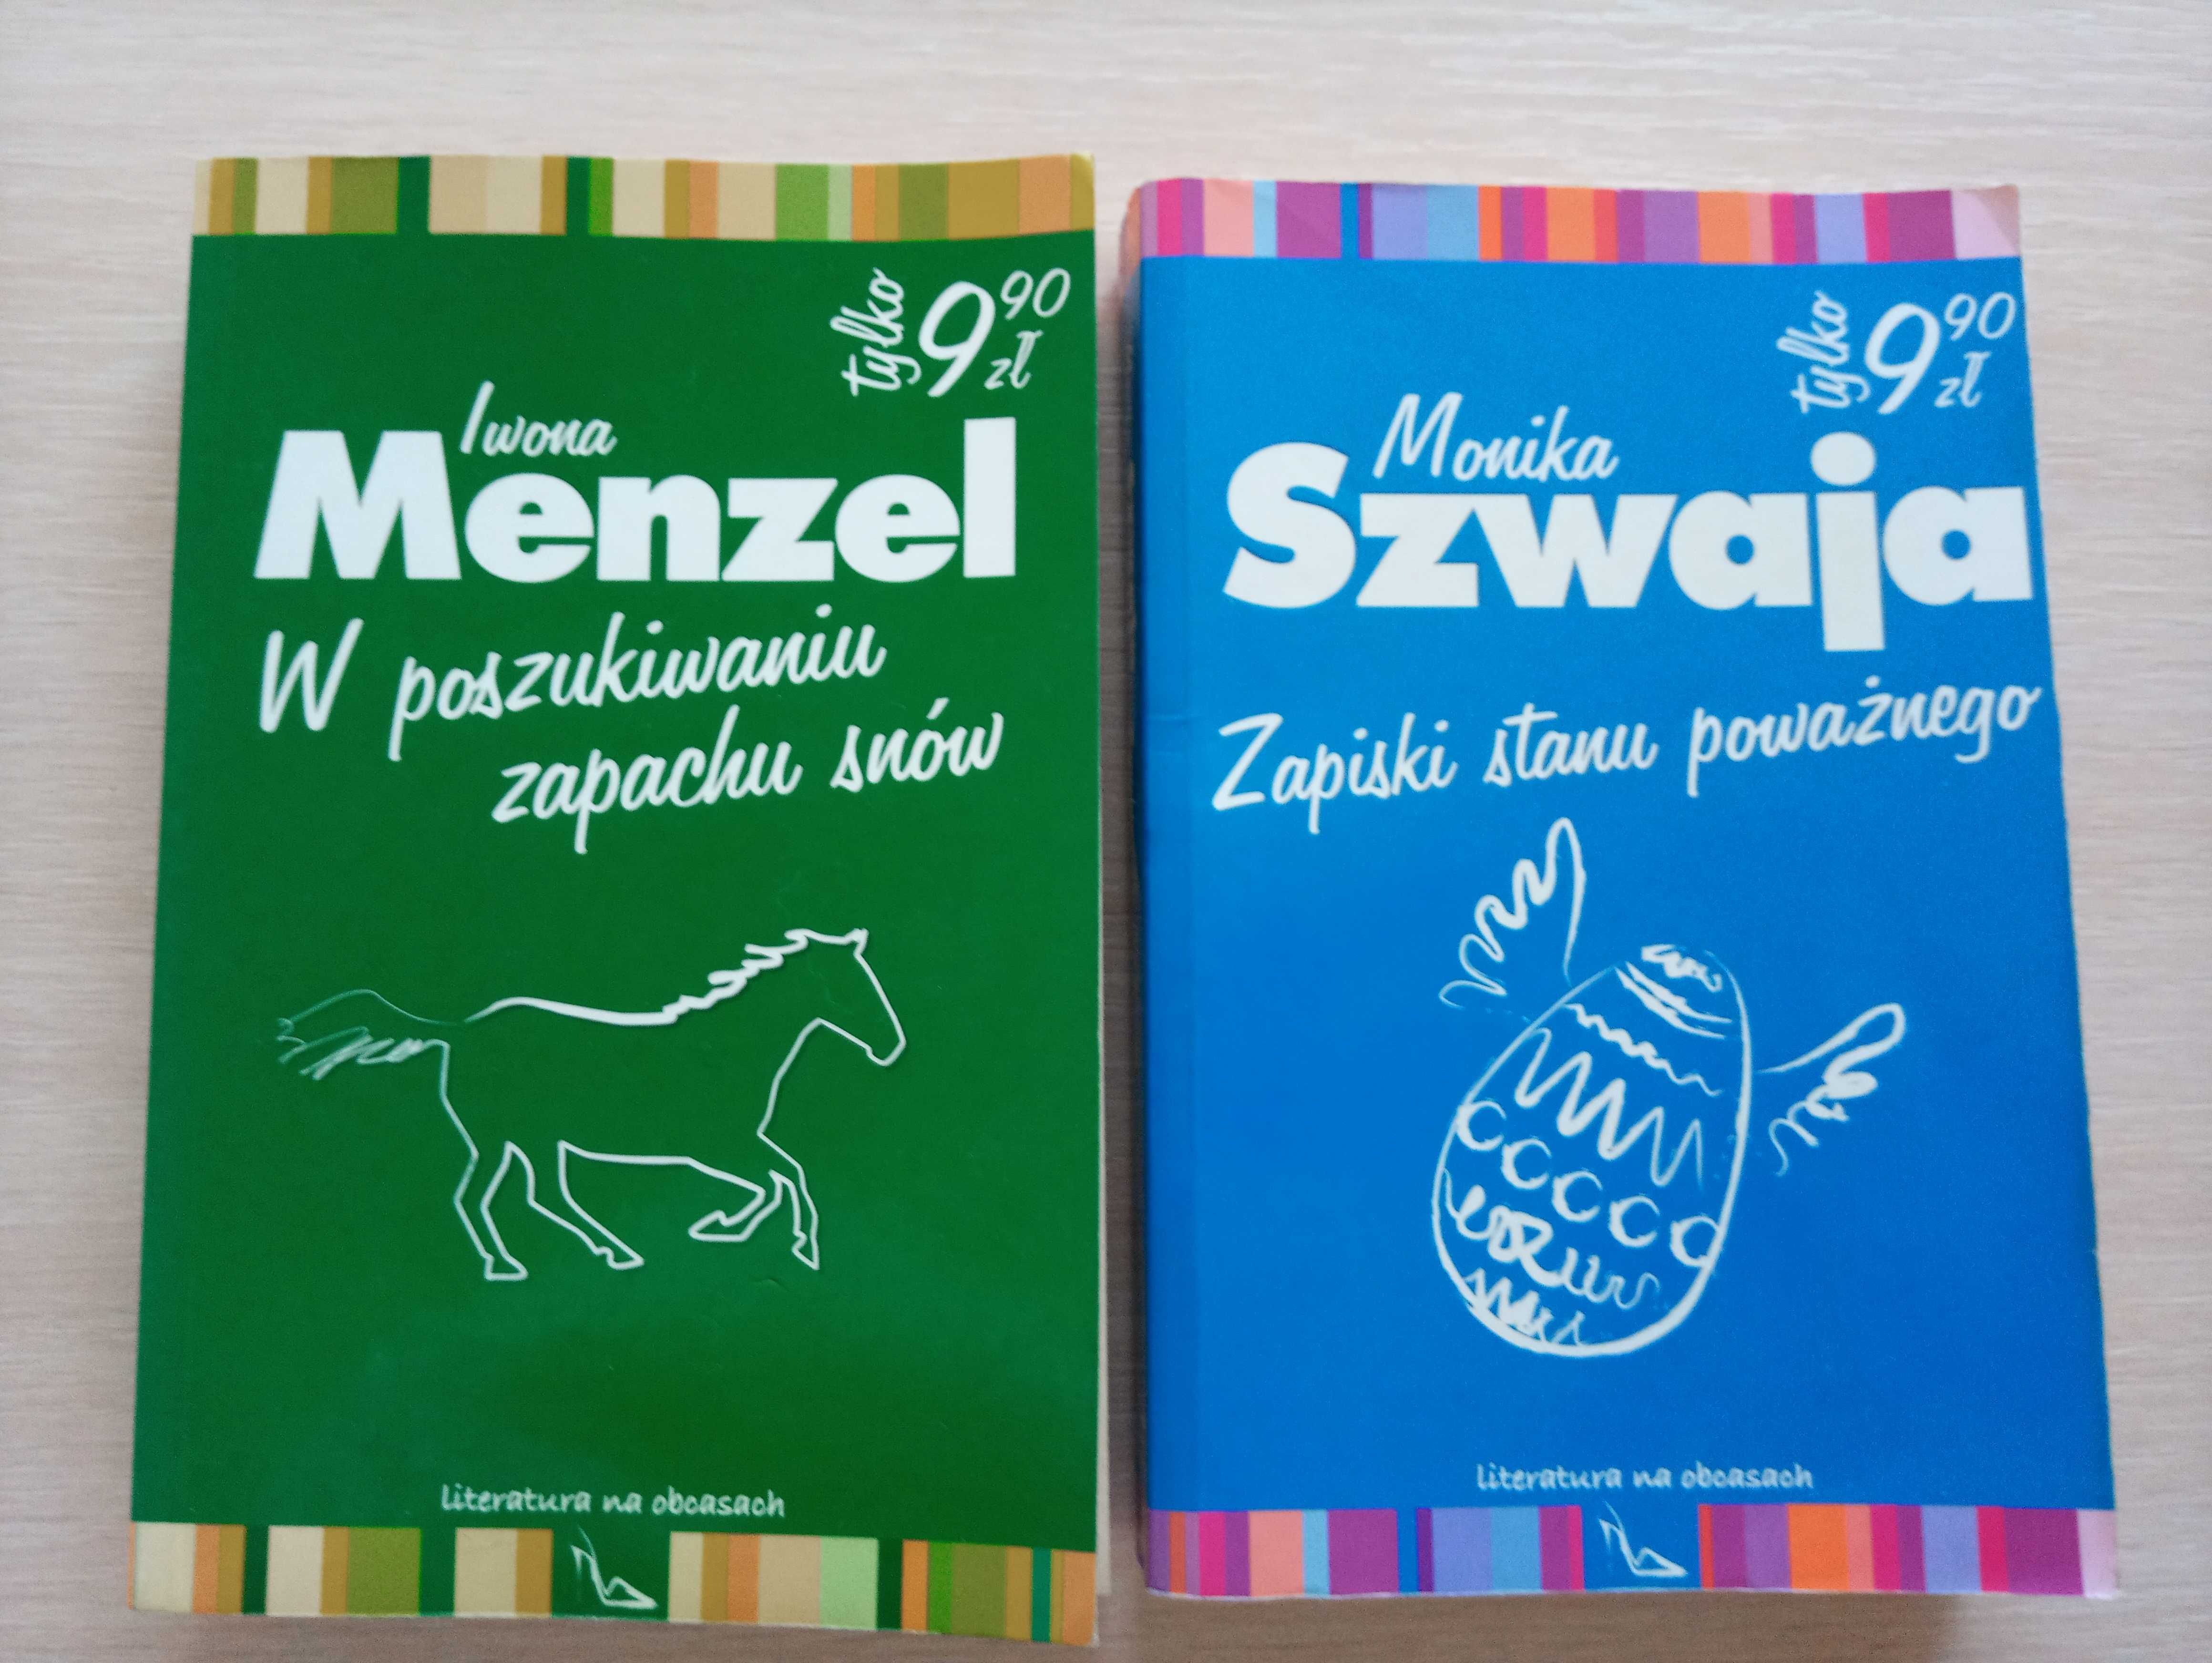 tylko 9 90 zł
Iwona
Menzel
W poszukiwaniu
zapachu snów
literatura na obcasach
tylko 9 90 zł
Monika
Szwaja
Zapiski stanu poważnego
literatura na obcasach